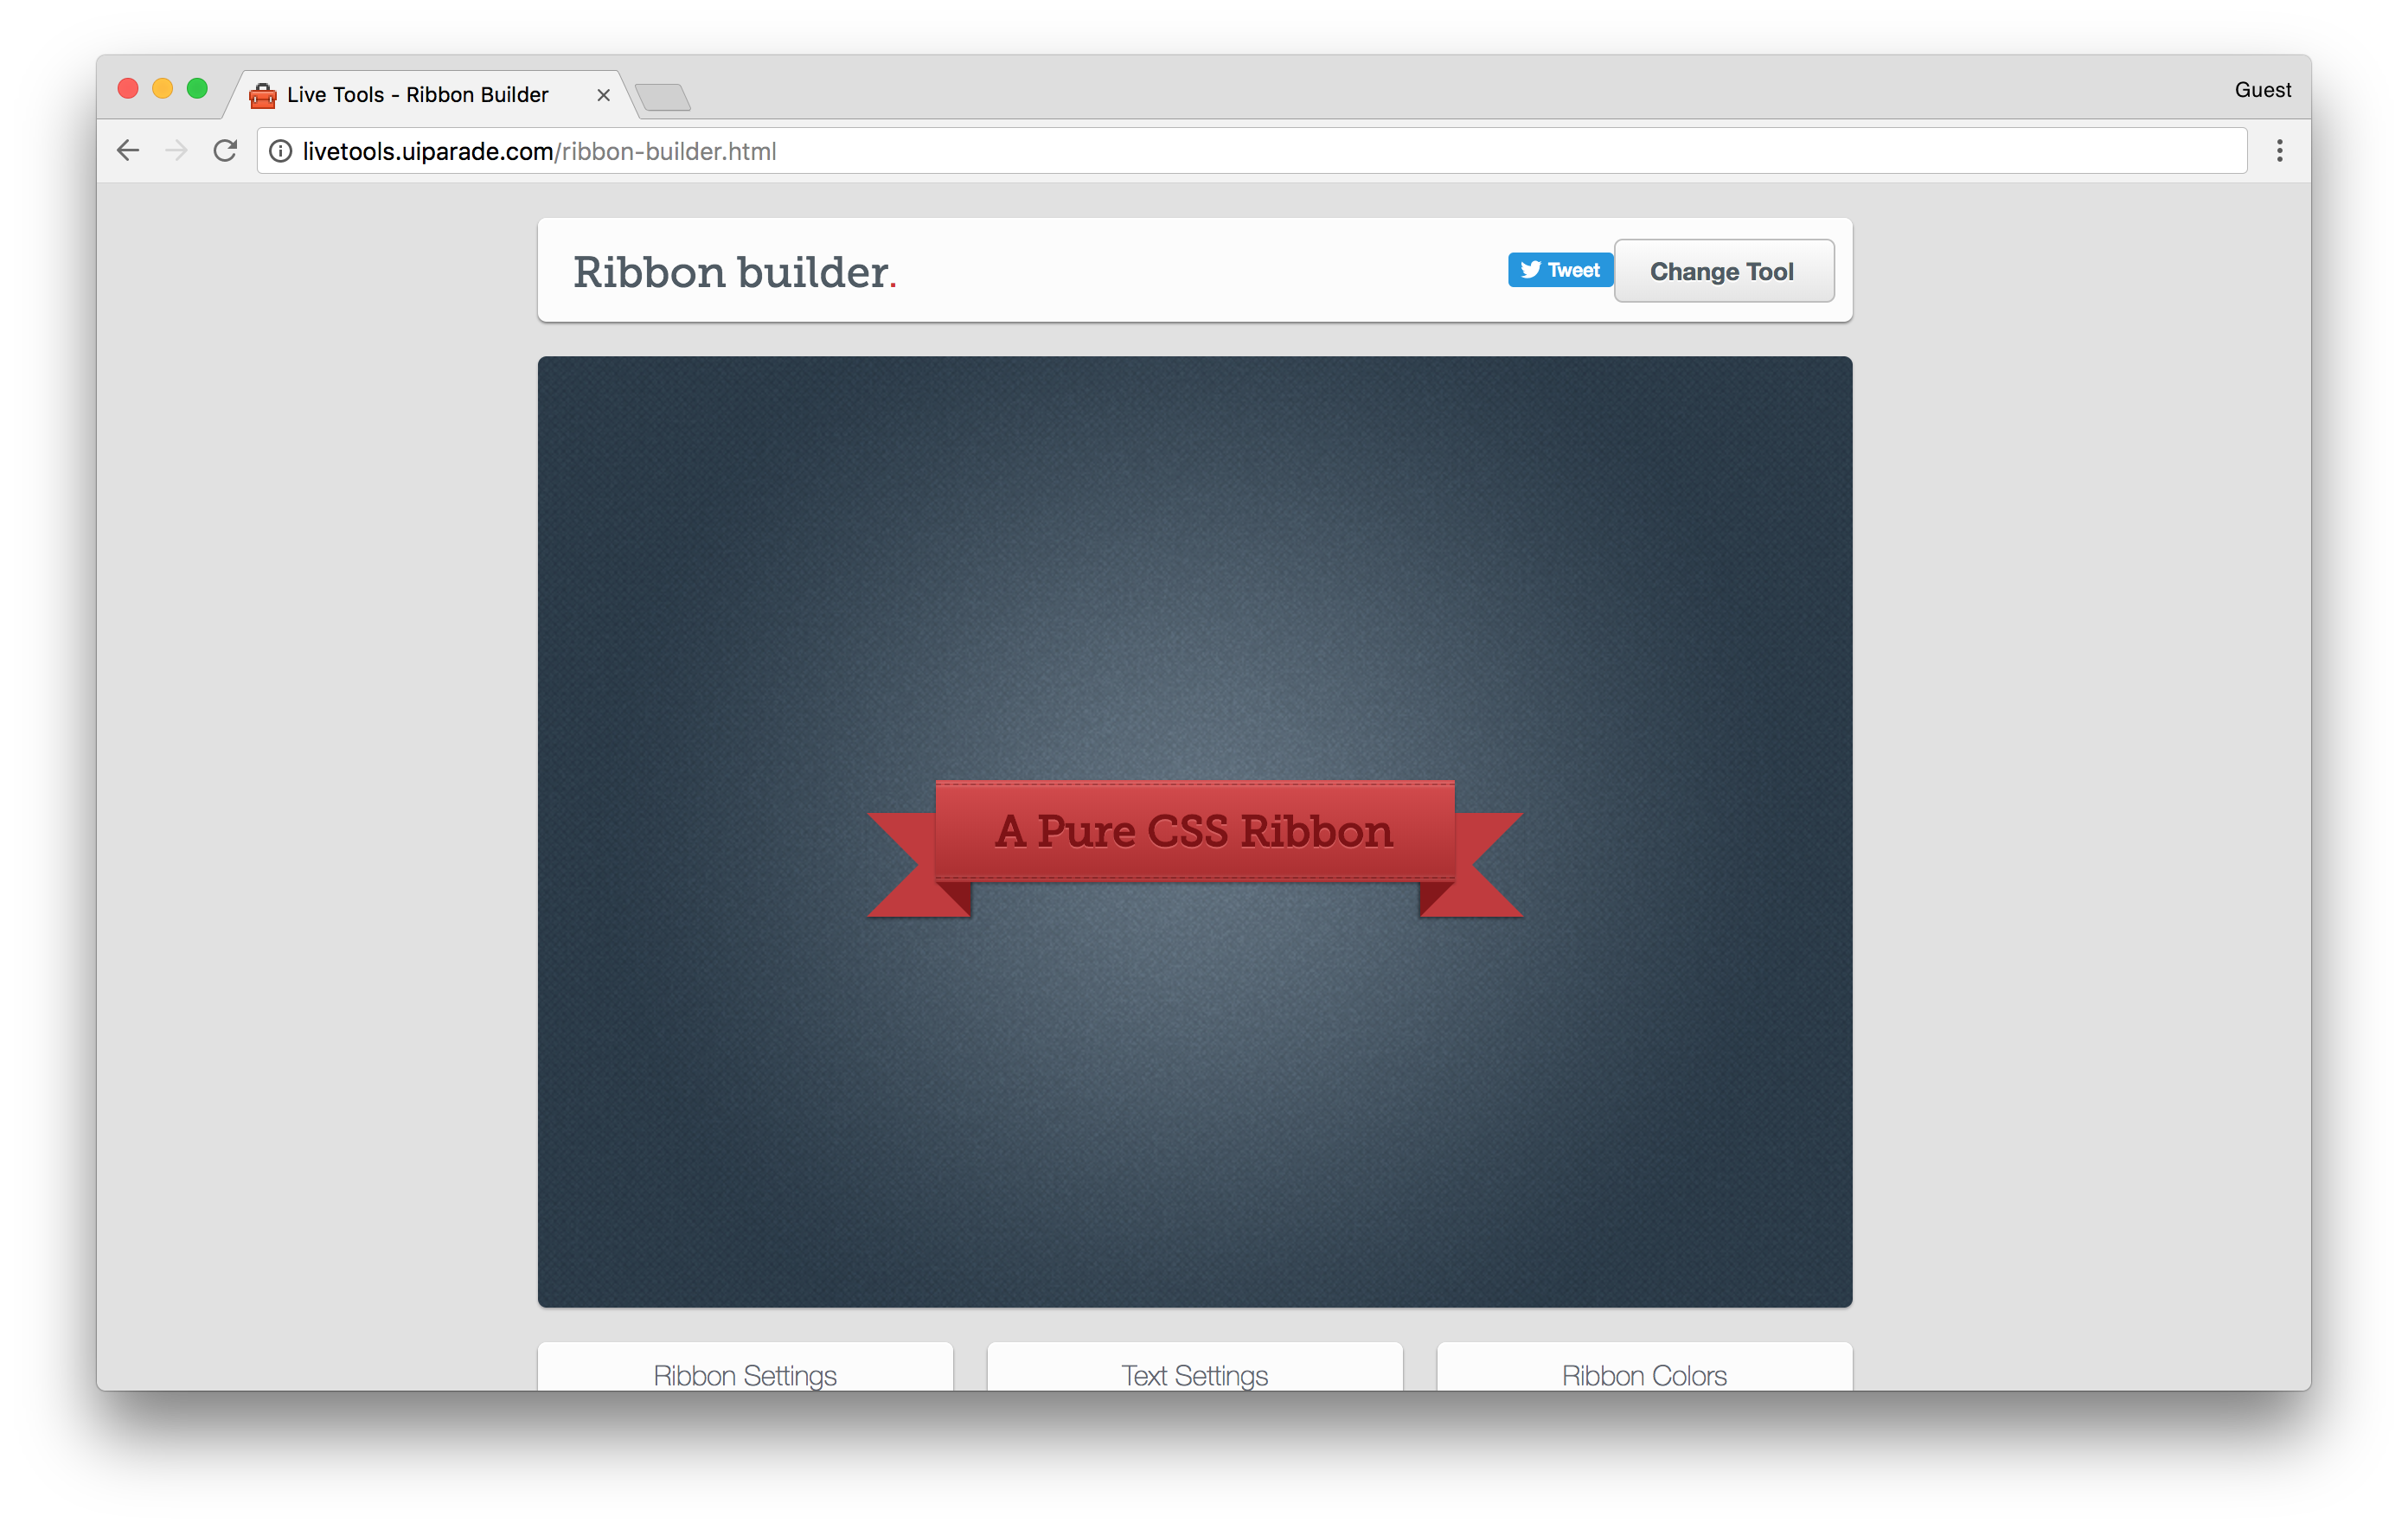 Live Tools - Ribbon Builder
Guest
livetools.uiparade.com/ribbon-builder.html
Ribbon builder.
Tweet
Change Tool
A Pure CSS Ribbon
Ribbon Settings
Text Settings
Ribbon Colors